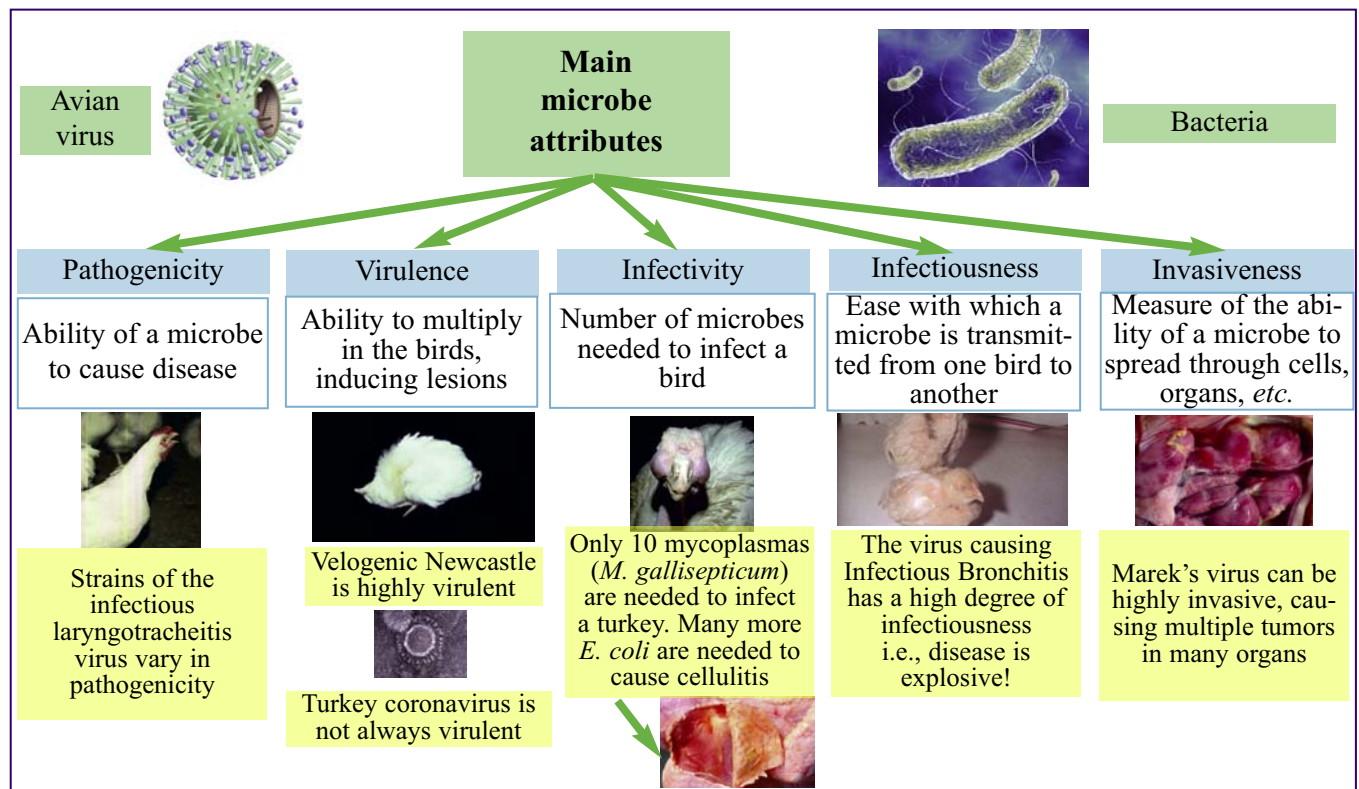 Avian
virus
Main
microbe
attributes
Bacteria
Pathogenicity
Ability of a microbe
to cause disease
Strains of the
infectious
laryngotracheitis
virus vary in
pathogenicity
Virulence
Ability to multiply
in the birds,
inducing lesions
Velogenic Newcastle
is highly virulent
Turkey coronavirus is
not always virulent
Infectivity
Number of microbes
needed to infect a
bird
Only 10 mycoplasmas
(M. gallisepticum)
are needed to infect
a turkey. Many more
E. coli are needed to
cause cellulitis
Infectiousness
Ease with which a
microbe is transmit-
ted from one bird to
another
The virus causing
Infectious Bronchitis
has a high degree of
infectiousness
i.e., disease is
explosive!
Invasiveness
Measure of the abi-
lity of a microbe to
spread through cells,
organs, etc.
Marek’s virus can be
highly invasive, cau-
sing multiple tumors
in many organs